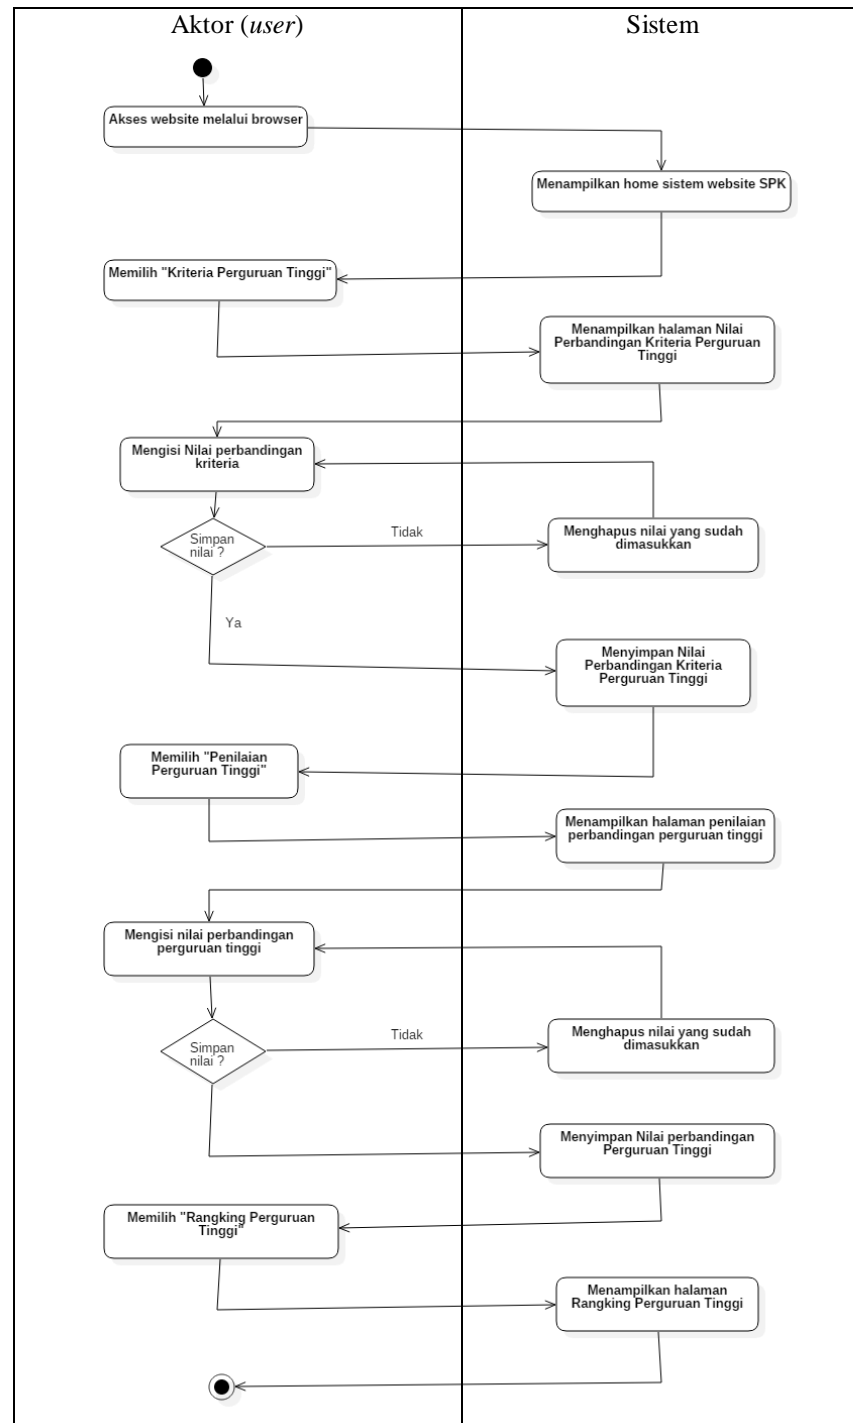 Aktor (user)
Sistem
Akses website melalui browser
Menampilkan home sistem website SPK
Memilih "Kriteria Perguruan Tinggi"
Menampilkan halaman Nilai
Perbandingan Kriteria Perguruan
Tinggi
Mengisi Nilai perbandingan
kriteria
Simpan
nilai ?
Tidak
Menghapus nilai yang sudah
dimasukkan
Ya
Menyimpan Nilai
Perbandingan Kriteria
Perguruan Tinggi
Memilih "Penilaian
Perguruan Tinggi"
Menampilkan halaman penilaian
perbandingan perguruan tinggi
Mengisi nilai perbandingan
perguruan tinggi
Simpan
nilai ?
Tidak
Menghapus nilai yang sudah
dimasukkan
Menyimpan Nilai perbandingan
Perguruan Tinggi
Memilih "Rangking Perguruan
Tinggi"
Menampilkan halaman
Rangking Perguruan Tinggi